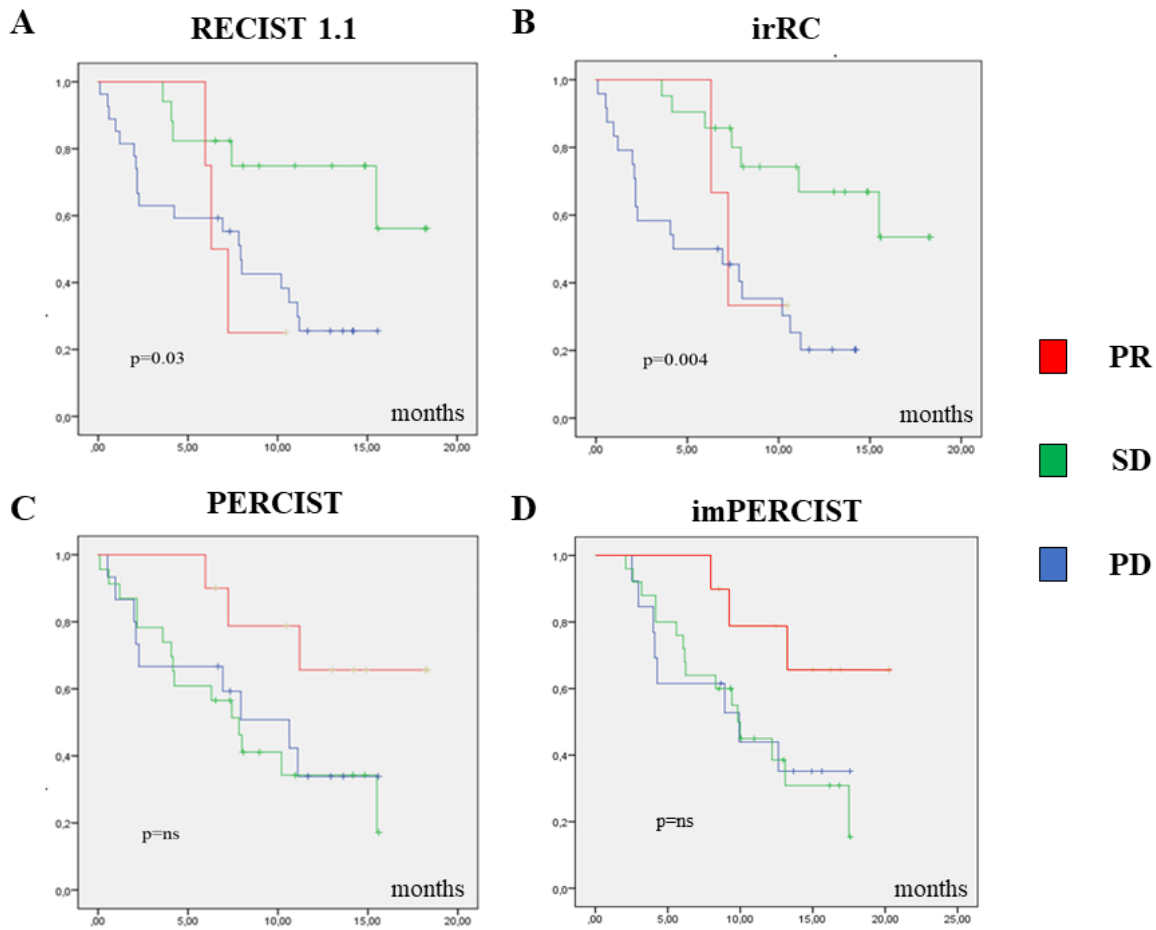 A
RECIST 1.1
1,0
0,8
0,6
0,4
0,2
0,0
p=0.03
months
,00 5,00 10,00 15,00 20,00
B
irRC
1,0
0,8
0,6
0,4
0,2
0,0
p=0.004
months
,00 5,00 10,00 15,00 20,00
PR
SD
PD
C
PERCIST
1,0
0,8
0,6
0,4
0,2
0,0
p=ns
months
,00 5,00 10,00 15,00 20,00
D
imPERCIST
1,0
0,8
0,6
0,4
0,2
0,0
p=ns
months
,00 5,00 10,00 15,00 20,00 25,00